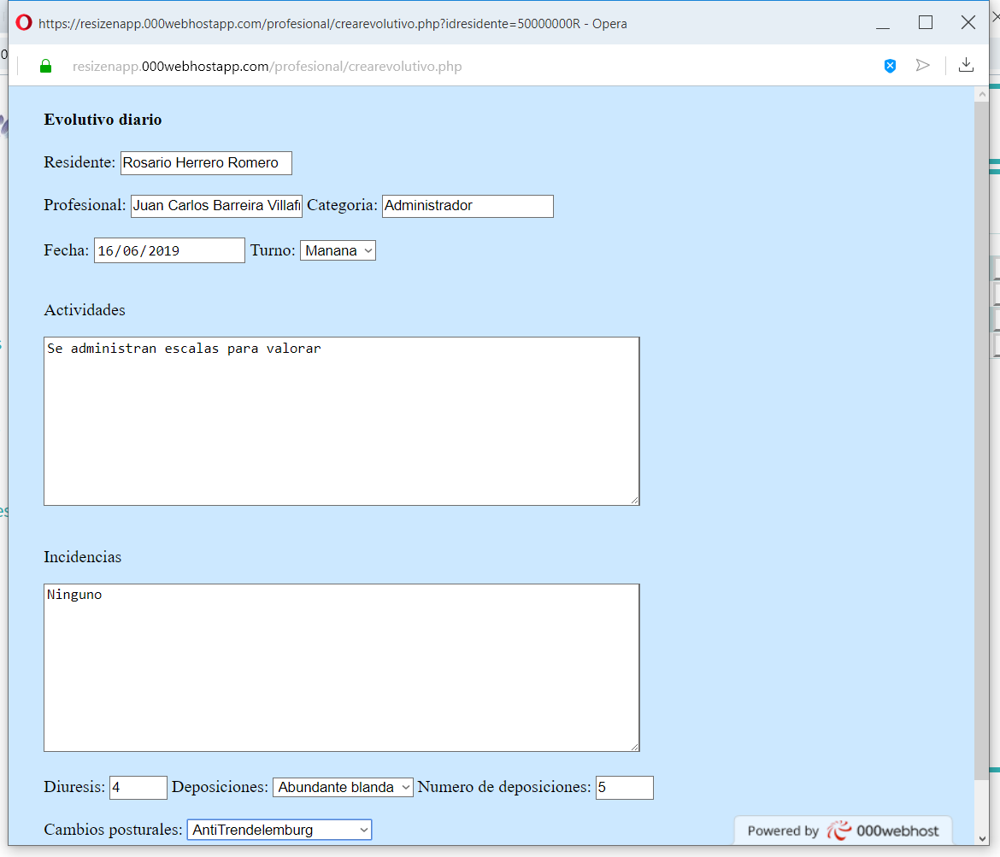 https://resizenapp.000webhostapp.com/profesional/crearevolutivo.php?idresidente=50000000R - Opera
resizenapp.000webhostapp.com/profesional/crearevolutivo.php
Evolutivo diario
Residente: Rosario Herrero Romero
Profesional: Juan Carlos Barreira Villafi Categoria: Administrador
Fecha: 16/06/2019 Turno: Manana
Actividades
Se administran escalas para valorar
Incidencias
Ninguno
Diuresis: 4 Deposiciones: Abundante blanda Numero de deposiciones: 5
Cambios posturales: AntiTrendelemburg
Powered by 000webhost